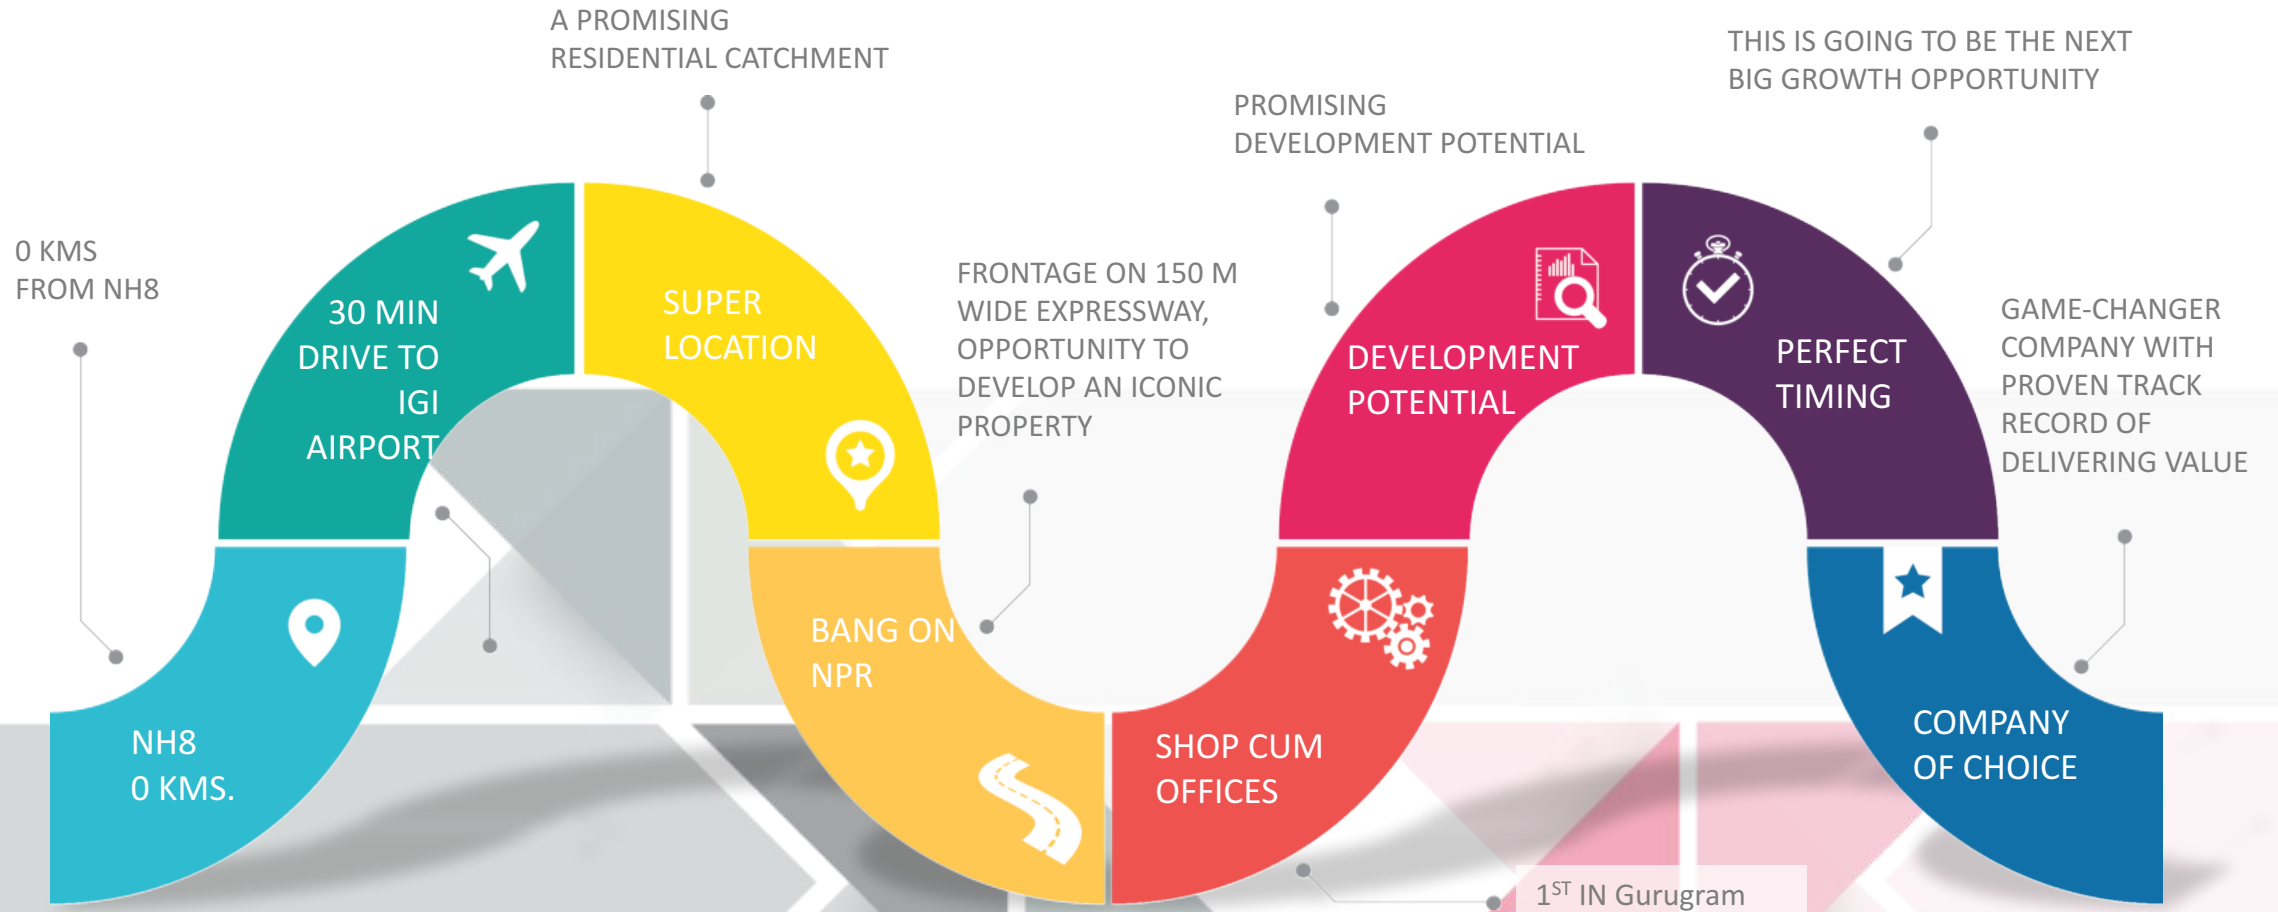 0 KMS
FROM NH8
NH8
0 KMS.
30 MIN
DRIVE TO
IGI
AIRPORT
A PROMISING
RESIDENTIAL CATCHMENT
SUPER
LOCATION
FRONTAGE ON 150 M
WIDE EXPRESSWAY,
OPPORTUNITY TO
DEVELOP AN ICONIC
PROPERTY
BANG ON
NPR
SHOP CUM
OFFICES
1ST IN Gurugram
PROMISING
DEVELOPMENT POTENTIAL
DEVELOPMENT
POTENTIAL
THIS IS GOING TO BE THE NEXT
BIG GROWTH OPPORTUNITY
PERFECT
TIMING
GAME-CHANGER
COMPANY WITH
PROVEN TRACK
RECORD OF
DELIVERING VALUE
COMPANY
OF CHOICE